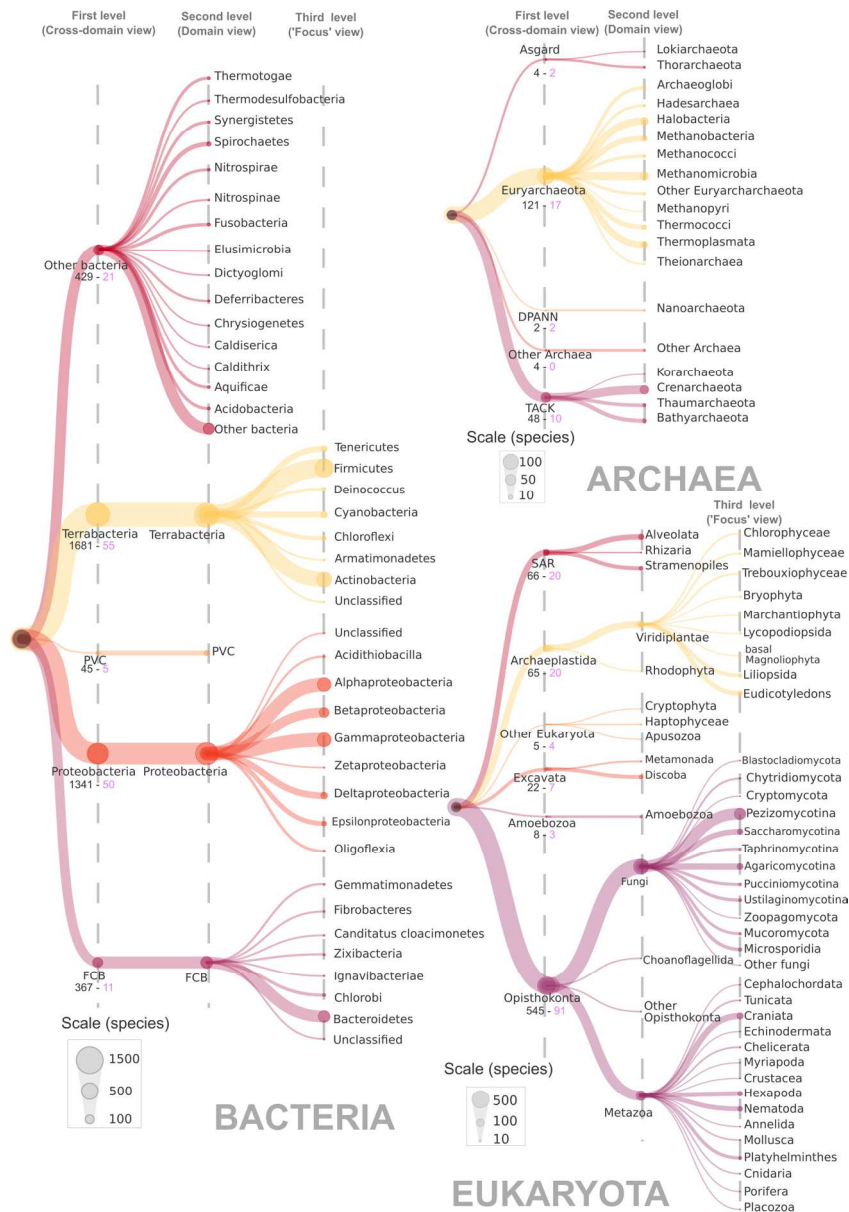 First level
(Cross-domain view)
Second level
(Domain view)
Third level
('Focus' view)
Thermotogae
Thermodesulfobacteria
Synergistetes
Spirochaetes
Nitrospirae
Nitrospinae
Fusobacteria
Elusimicrobia
Dictyoglomi
Deferribacteres
Chrysiogenetes
Caldiserica
Caldithrix
Aquificae
Acidobacteria
Other bacteria
Other bacteria
429 - 21
Tenericutes
Firmicutes
Deinococcus
Cyanobacteria
Chloroflexi
Armatimonadetes
Actinobacteria
Unclassified
Terrabacteria
1681 - 55
Terrabacteria
PVC
45 - 5
PVC
Unclassified
Acidithiobacilla
Alphaproteobacteria
Betaproteobacteria
Gammaproteobacteria
Zetaproteobacteria
Deltaproteobacteria
Epsilonproteobacteria
Oligoflexia
Proteobacteria
1341 - 50
Proteobacteria
Gemmatimonadetes
Fibrobacteres
Canditatus cloacimonetes
Zixibacteria
Ignavibacteriae
Chlorobi
Bacteroidetes
Unclassified
FCB
367 - 11
FCB
Scale (species)
1500
500
100
BACTERIA
First level
(Cross-domain view)
Second level
(Domain view)
Asgard
4 - 2
Lokiarchaeota
Thorarchaeota
Archaeoglobi
Hadesarchaea
Halobacteria
Methanobacteria
Methanococci
Methanomicrobia
Other Euryarcharchaeota
Methanopyri
Thermococci
Thermoplasmata
Theionarchaea
Euryarchaeota
121 - 17
Nanoarchaeota
DPANN
2 - 2
Other Archaea
Other Archaea
4 - 0
Korarchaeota
Crenarchaeota
Thaumarchaeota
Bathyarchaeota
TACK
48 - 10
Scale (species)
100
50
10
ARCHAEA
Third level
('Focus' view)
Alveolata
Rhizaria
Stramenopiles
SAR
66 - 20
Chlorophyceae
Mamiellophyceae
Trebouxiophyceae
Bryophyta
Marchantiophyta
Lycopodiopsida
basal
Magnoliophyta
Liliopsida
Eudicotyledons
Viridiplantae
Archaeplastida
65 - 20
Rhodophyta
Cryptophyta
Haptophyceae
Apusozoa
Other Eukaryota
5 - 4
Metamonada
Discoba
Excavata
22 - 7
Amoebozoa
Amoebozoa
8 - 3
Blastocladiomycota
Chytridiomycota
Cryptomycota
Pezizomycotina
Saccharomycotina
Taphrinomycotina
Agaricomycotina
Pucciniomycotina
Ustilaginomycotina
Zoopagomycota
Mucoromycota
Microsporidia
Other fungi
Fungi
Choanoflagellida
Other
Opisthokonta
Opisthokonta
545 - 91
Cephalochordata
Tunicata
Craniata
Echinodermata
Chelicerata
Myriapoda
Crustacea
Hexapoda
Nematoda
Annelida
Mollusca
Platyhelminthes
Cnidaria
Porifera
Placozoa
Metazoa
Scale (species)
500
100
10
EUKARYOTA